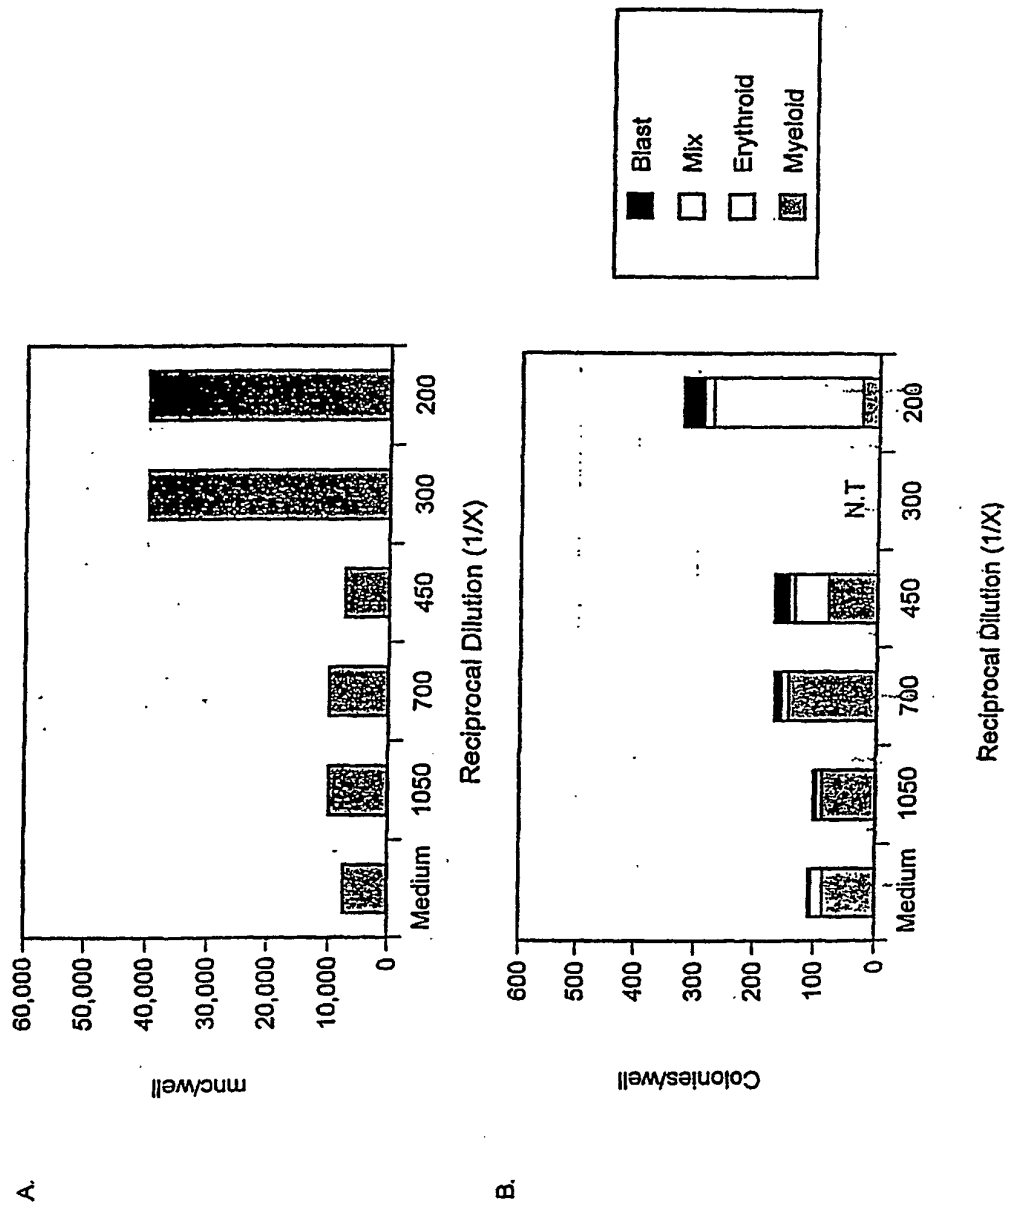 A.
mnc/well
60,000
50,000
40,000
30,000
20,000
10,000
0
Medium 1050 700 450 300 200
Reciprocal Dilution (1/X)
B.
Colonies/well
600
500
400
300
200
100
0
N.T
Medium 1050 700 450 300 200
Reciprocal Dilution (1/X)
Blast
Mix
Erythroid
Myeloid